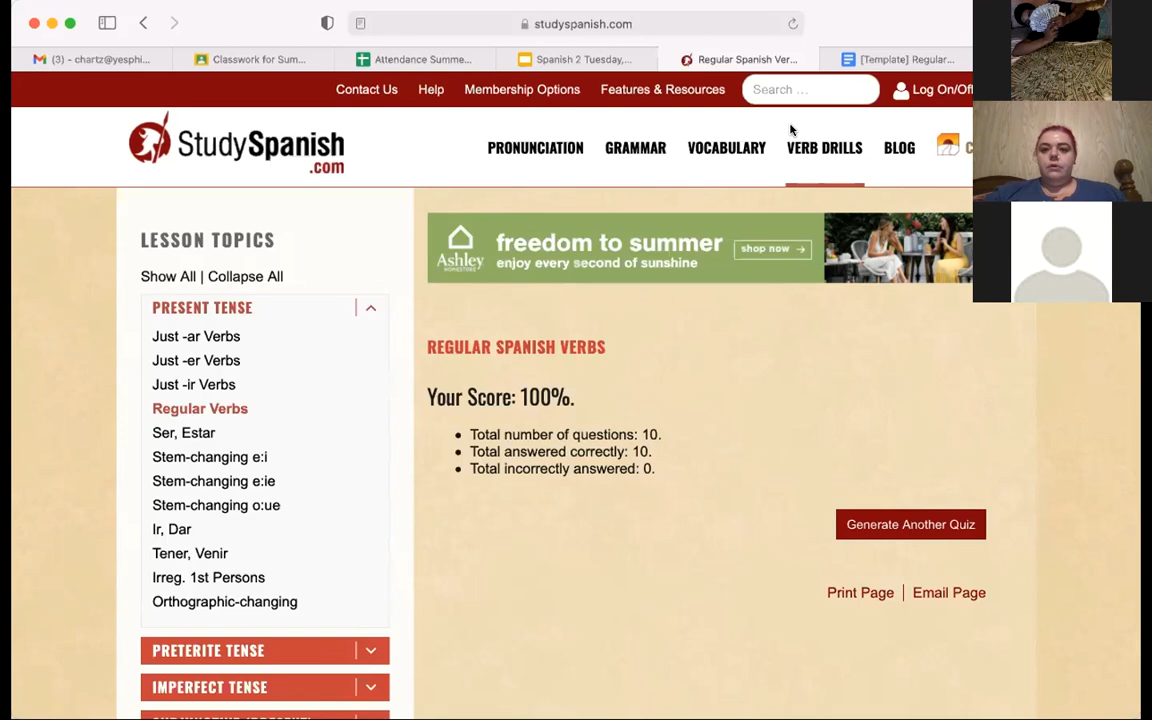 studyspanish.com
(3) - chartz@yesphi...
Classwork for Sum...
Attendance Summe...
Spanish 2 Tuesday,...
Regular Spanish Ver...
[Template] Regular...
Contact Us
Help
Membership Options
Features & Resources
Search ...
Log On/Off
StudySpanish
.com
PRONUNCIATION
GRAMMAR
VOCABULARY
VERB DRILLS
BLOG
C
LESSON TOPICS
Show All | Collapse All
PRESENT TENSE
Just -ar Verbs
Just -er Verbs
Just -ir Verbs
Regular Verbs
Ser, Estar
Stem-changing e:i
Stem-changing e:ie
Stem-changing o:ue
Ir, Dar
Tener, Venir
Irreg. 1st Persons
Orthographic-changing
PRETERITE TENSE
IMPERFECT TENSE
Ashley
HOMESTORE
freedom to summer
enjoy every second of sunshine
shop now →
REGULAR SPANISH VERBS
Your Score: 100%.
• Total number of questions: 10.
• Total answered correctly: 10.
• Total incorrectly answered: 0.
Generate Another Quiz
Print Page | Email Page